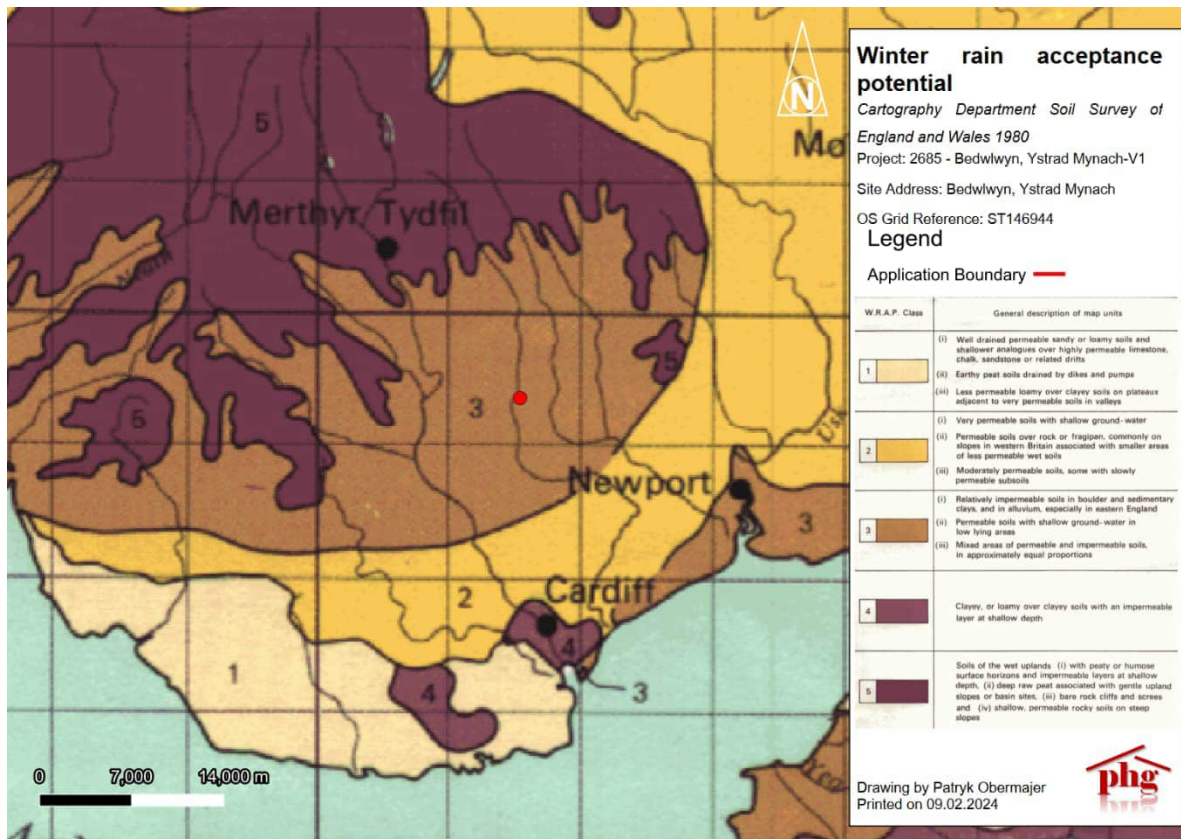 5
Merthyr Tydfil
Neath
5
5
3
Usk
Newport
3
Cardiff
2
4
1
4
3
0 7,000 14,000 m
N
Winter rain acceptance
potential
Cartography Department Soil Survey of
England and Wales 1980
Project: 2685 - Bedwlwyn, Ystrad Mynach-V1
Site Address: Bedwlwyn, Ystrad Mynach
OS Grid Reference: ST146944
Legend
Application Boundary
W.R.A.P. Class
General description of map units
1
(i) Well drained permeable sandy or loamy soils and
shallower analogues over highly permeable limestone,
chalk, sandstone or related drifts
(ii) Earthy peat soils drained by dikes and pumps
(iii) Less permeable loamy over clayey soils on plateaux
adjacent to very permeable soils in valleys
2
(i) Very permeable soils with shallow ground-water
(ii) Permeable soils over rock or fragipan, commonly on
slopes in western Britain associated with smaller areas
of less permeable wet soils
(iii) Moderately permeable soils, some with slowly
permeable subsoils
3
(i) Relatively impermeable soils in boulder and sedimentary
clays, and in alluvium, especially in eastern England
(ii) Permeable soils with shallow ground-water in
low lying areas
(iii) Mixed areas of permeable and impermeable soils,
in approximately equal proportions
4
Clayey, or loamy over clayey soils with an impermeable
layer at shallow depth
5
Soils of the wet uplands (i) with peaty or humose
surface horizons and impermeable layers at shallow
depth, (ii) deep raw peat associated with gentle upland
slopes or basin sites, (iii) bare rock cliffs and screes
and (iv) shallow, permeable rocky soils on steep
slopes
Drawing by Patryk Obermajer
Printed on 09.02.2024
phg